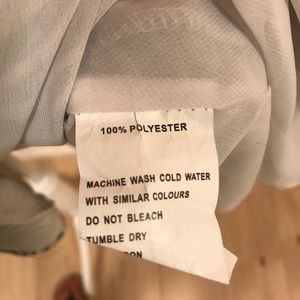 100% POLYESTER
MACHINE WASH COLD WATER
WITH SIMILAR COLOURS
DO NOT BLEACH
TUMBLE DRY